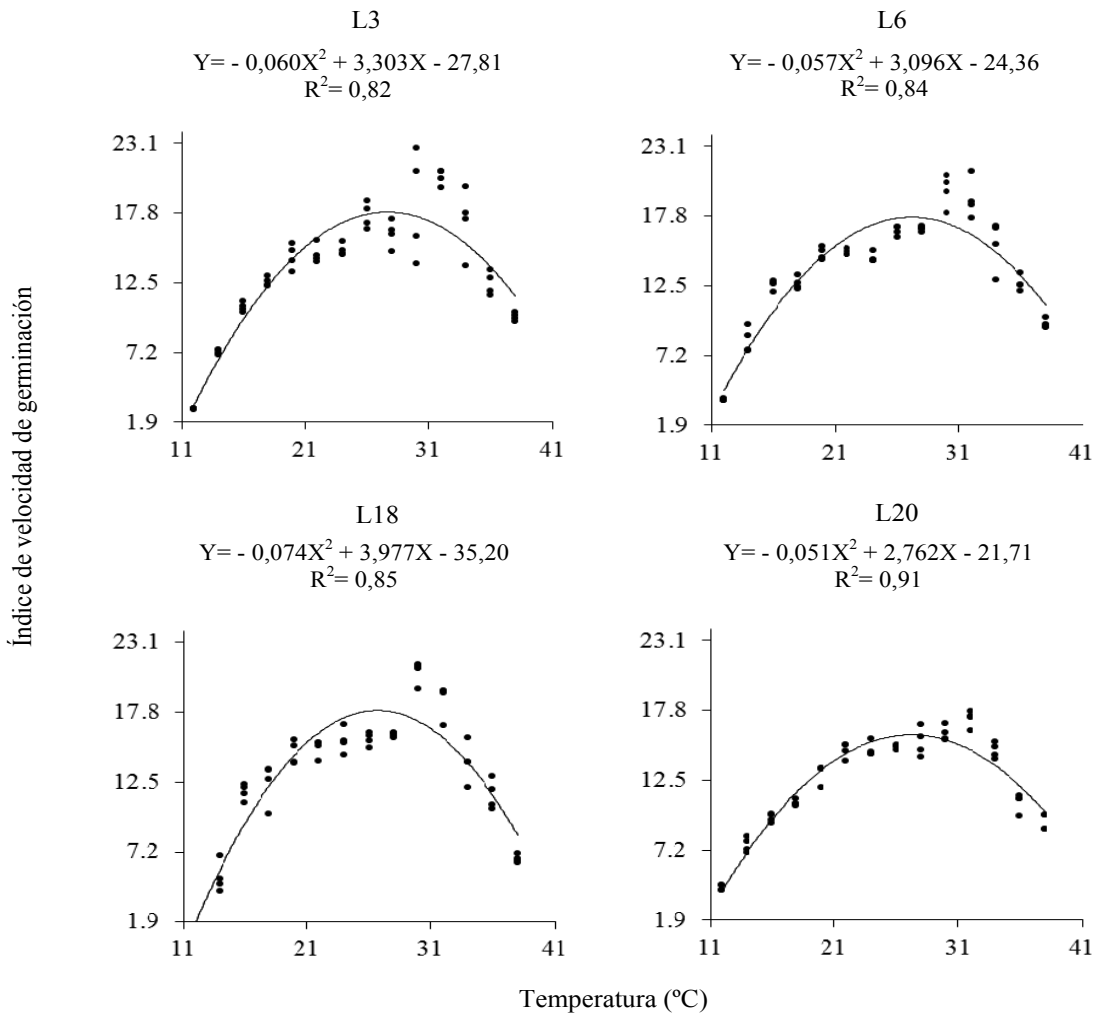 L3
Y= - 0,060X² + 3,303X - 27,81
R²= 0,82
23.1
17.8
12.5
7.2
1.9
11 21 31 41
L6
Y= - 0,057X² + 3,096X - 24,36
R²= 0,84
23.1
17.8
12.5
7.2
1.9
11 21 31 41
Índice de velocidad de germinación
L18
Y= - 0,074X² + 3,977X - 35,20
R²= 0,85
23.1
17.8
12.5
7.2
1.9
11 21 31 41
L20
Y= - 0,051X² + 2,762X - 21,71
R²= 0,91
23.1
17.8
12.5
7.2
1.9
11 21 31 41
Temperatura (ºC)